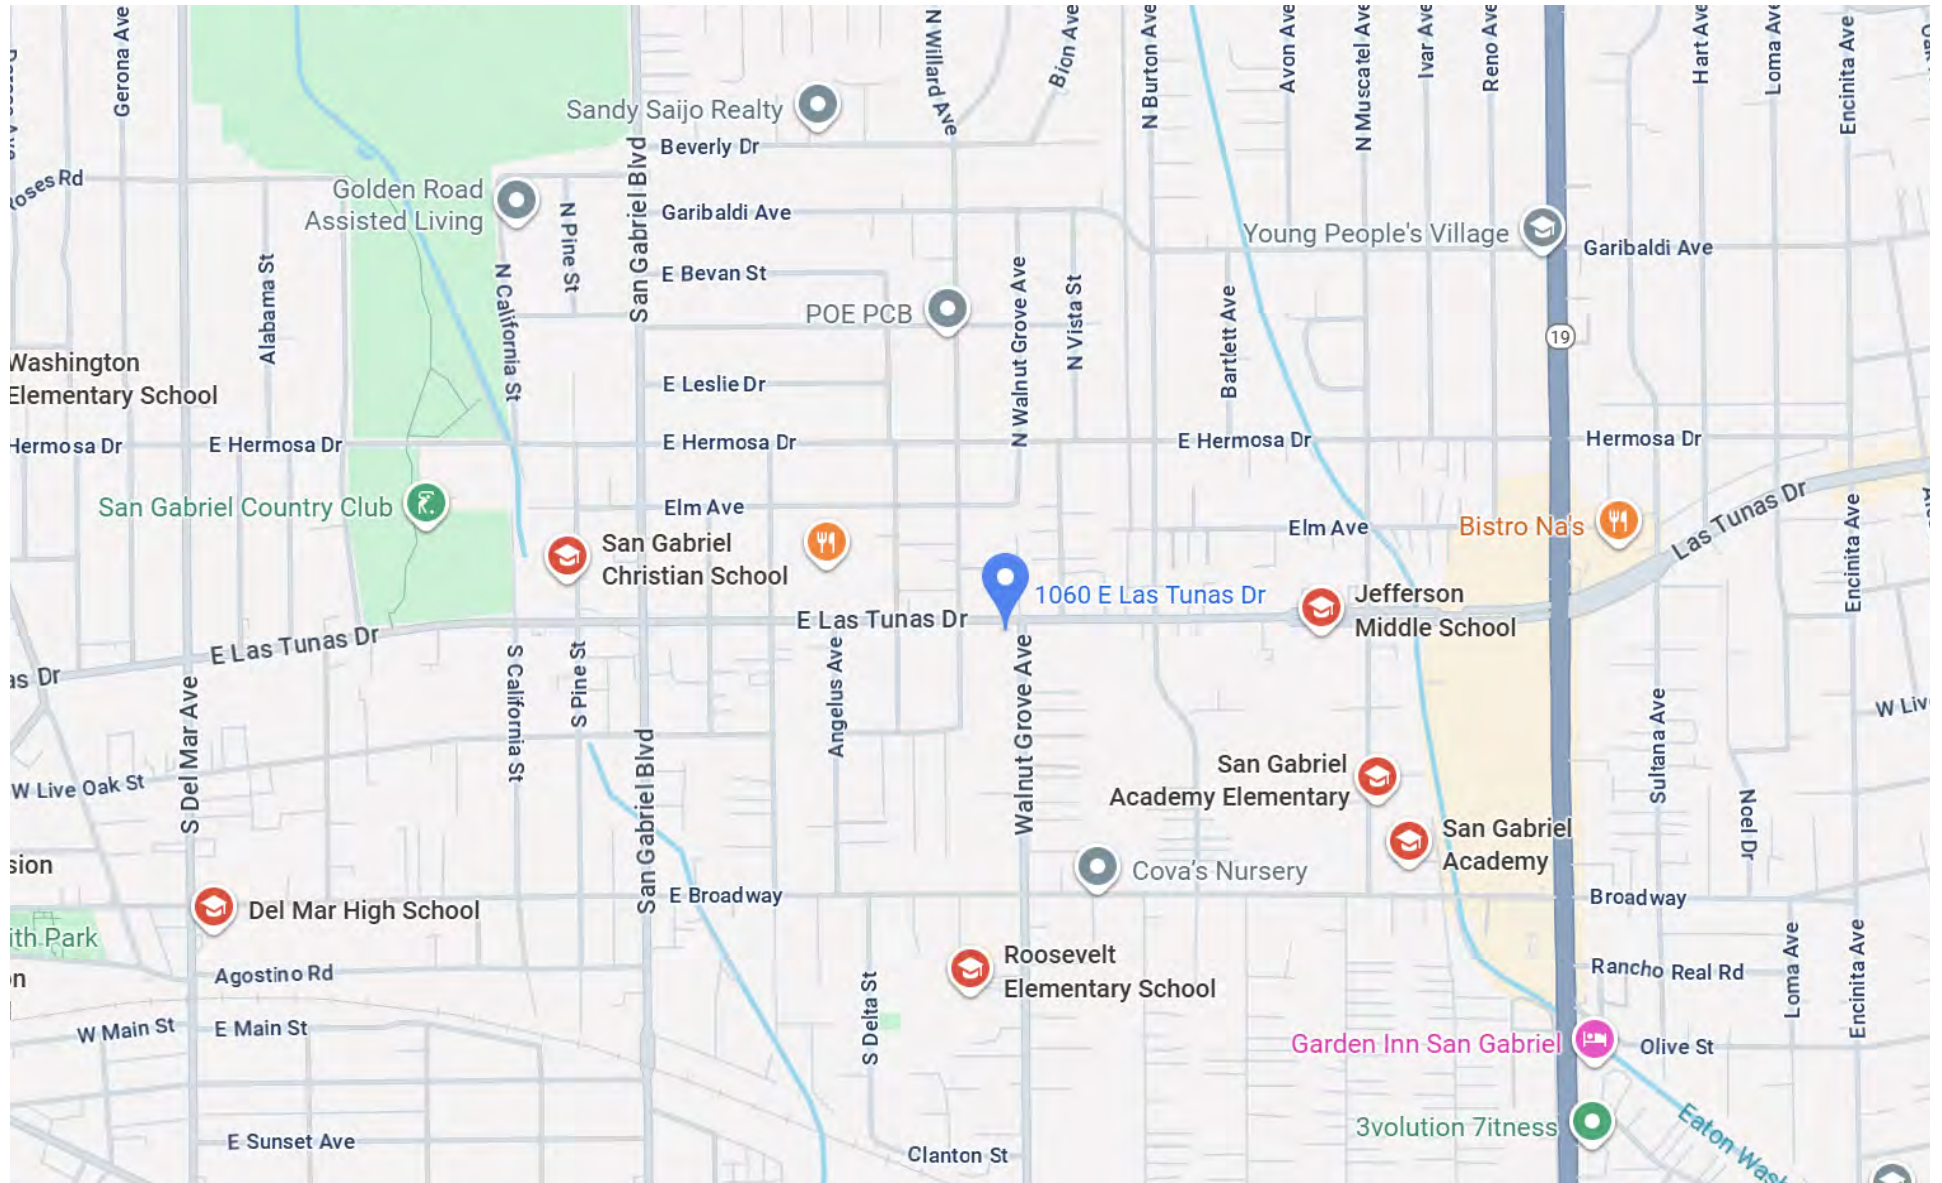 Gerona Ave
N Willard Ave
Bion Ave
N Burton Ave
Avon Ave
N Muscatel Ave
Ivar Ave
Reno Ave
Hart Ave
Loma Ave
Encinita Ave
Sandy Saijo Realty
Beverly Dr
San Gabriel Blvd
oses Rd
Golden Road
Assisted Living
N Pine St
Garibaldi Ave
Young People's Village
Garibaldi Ave
Alabama St
N California St
E Bevan St
POE PCB
N Walnut Grove Ave
N Vista St
Bartlett Ave
19
Washington
Elementary School
E Leslie Dr
Hermosa Dr
E Hermosa Dr
E Hermosa Dr
E Hermosa Dr
Hermosa Dr
San Gabriel Country Club
Elm Ave
Elm Ave
Bistro Na's
Las Tunas Dr
Encinita Ave
San Gabriel
Christian School
1060 E Las Tunas Dr
Jefferson
Middle School
E Las Tunas Dr
E Las Tunas Dr
as Dr
S Del Mar Ave
S California St
S Pine St
Angelus Ave
Walnut Grove Ave
Sultana Ave
W Liv
W Live Oak St
San Gabriel Blvd
San Gabriel
Academy Elementary
Noel Dr
San Gabriel
Academy
sion
Cova's Nursery
E Broadway
Broadway
Del Mar High School
ith Park
n
Agostino Rd
Roosevelt
Elementary School
S Delta St
Rancho Real Rd
Loma Ave
Encinita Ave
W Main St
E Main St
Garden Inn San Gabriel
Olive St
3volution 7itness
Eaton Wash
E Sunset Ave
Clanton St